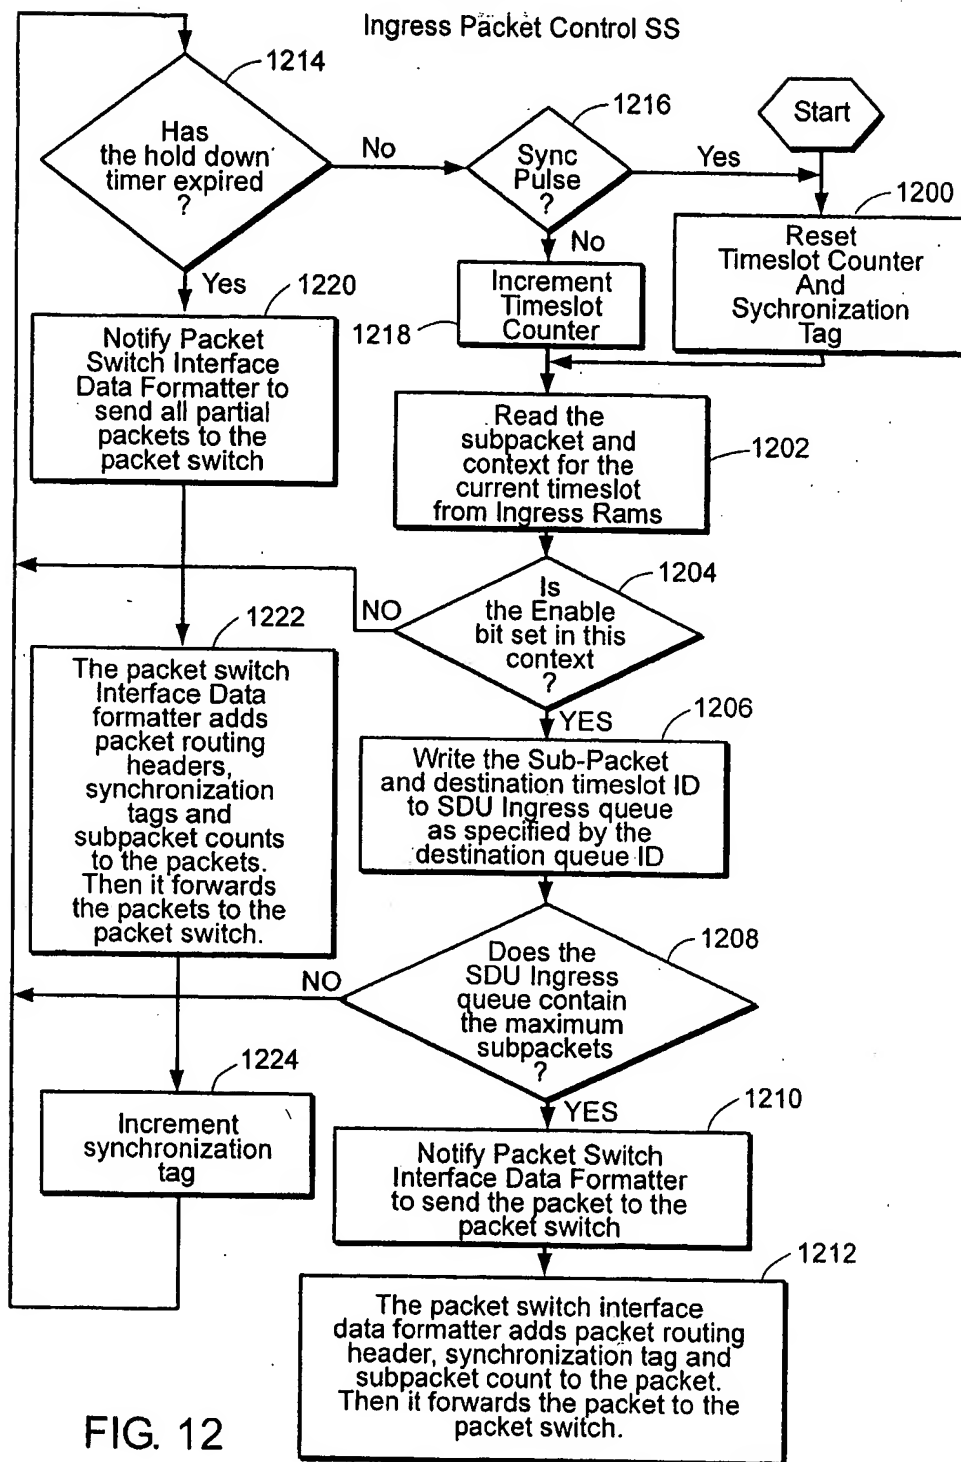 Ingress Packet Control SS
1214
Has
the hold down
timer expired
?
No
Yes
1216
Sync
Pulse
?
Yes
No
Start
1200
Reset
Timeslot Counter
And
Sychronization
Tag
1218
Increment
Timeslot
Counter
1220
Notify Packet
Switch Interface
Data Formatter to
send all partial
packets to the
packet switch
1202
Read the
subpacket and
context for the
current timeslot
from Ingress Rams
1204
Is
the Enable
bit set in this
context
?
NO
YES
1222
The packet switch
Interface Data
formatter adds
packet routing
headers,
synchronization
tags and
subpacket counts
to the packets.
Then it forwards
the packets to the
packet switch.
1206
Write the Sub-Packet
and destination timeslot ID
to SDU Ingress queue
as specified by the
destination queue ID
1208
Does the
SDU Ingress
queue contain
the maximum
subpackets
?
NO
YES
1224
Increment
synchronization
tag
1210
Notify Packet Switch
Interface Data Formatter
to send the packet to the
packet switch
1212
The packet switch interface
data formatter adds packet routing
header, synchronization tag and
subpacket count to the packet.
Then it forwards the packet to the
packet switch.
FIG. 12